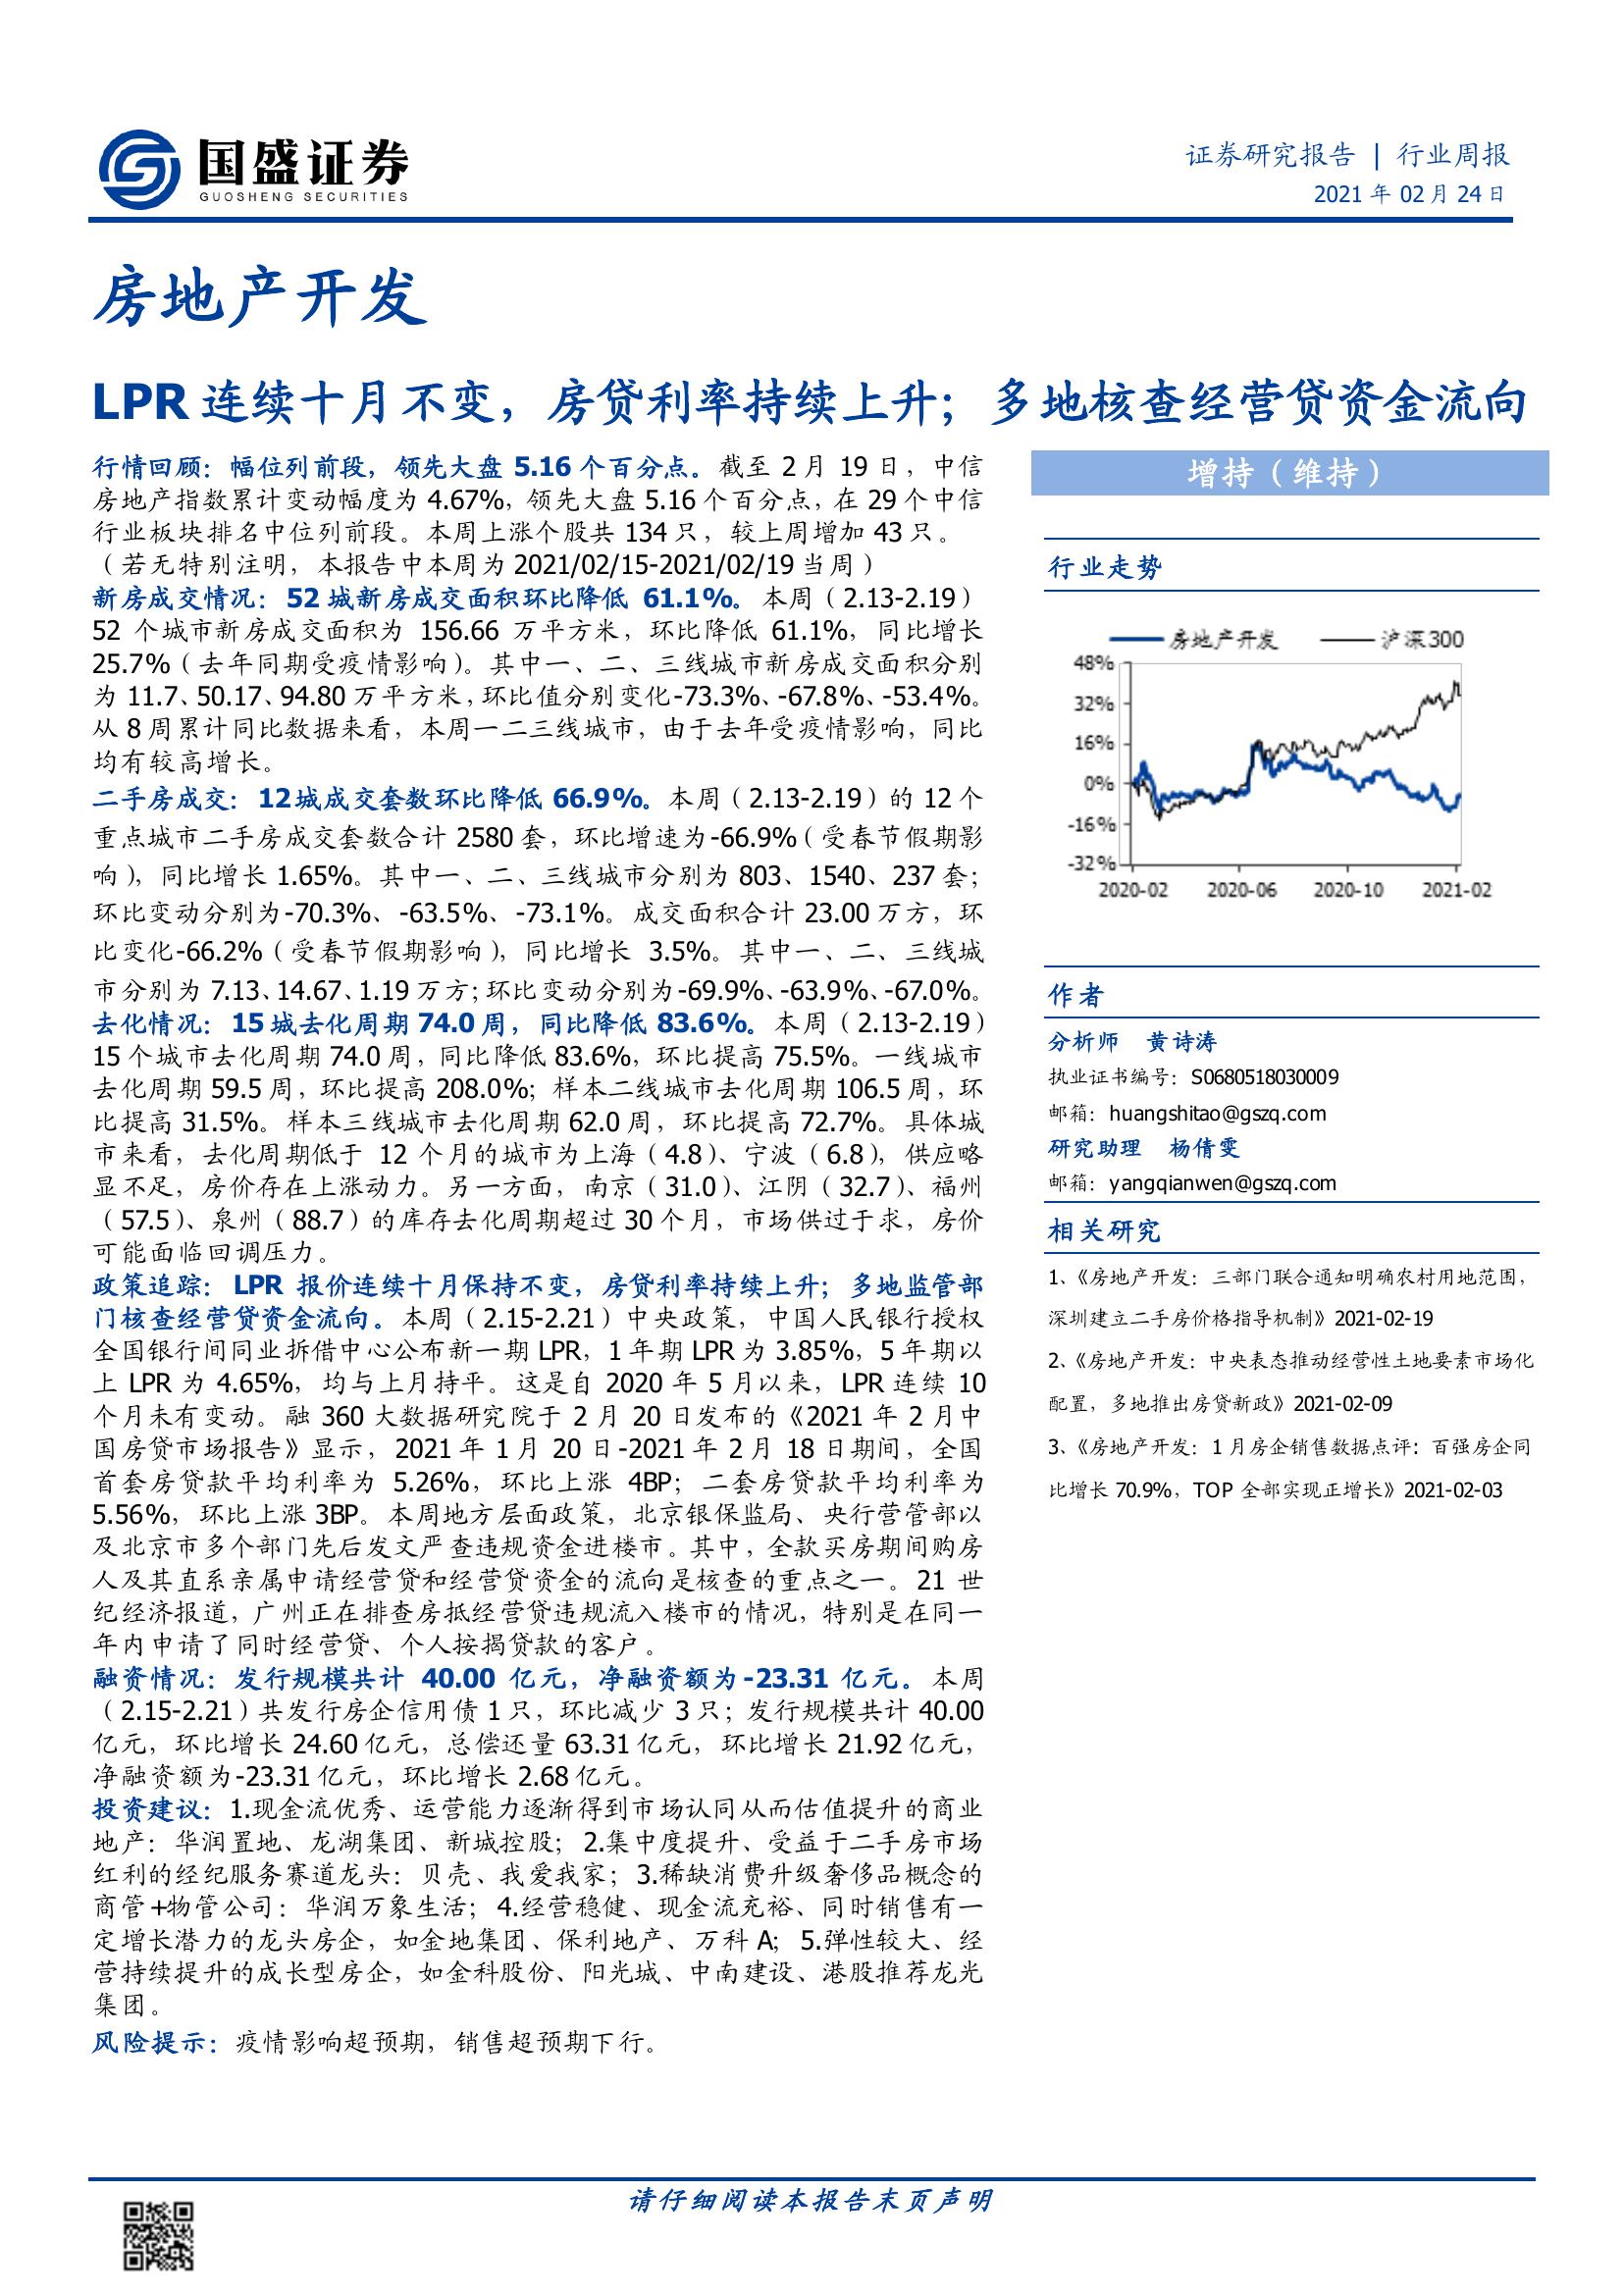 国盛证券
GUOSHENG SECURITIES
证券研究报告 | 行业周报
2021 年 02 月 24 日
房地产开发
LPR 连续十月不变，房贷利率持续上升；多地核查经营贷资金流向
行情回顾：幅位列前段，领先大盘 5.16 个百分点。截至 2 月 19 日，中信
房地产指数累计变动幅度为 4.67%，领先大盘 5.16 个百分点，在 29 个中信
行业板块排名中位列前段。本周上涨个股共 134 只，较上周增加 43 只。
（若无特别注明，本报告中本周为 2021/02/15-2021/02/19 当周）
新房成交情况：52 城新房成交面积环比降低 61.1%。本周（2.13-2.19）
52 个城市新房成交面积为 156.66 万平方米，环比降低 61.1%，同比增长
25.7%（去年同期受疫情影响）。其中一、二、三线城市新房成交面积分别
为 11.7、50.17、94.80 万平方米，环比值分别变化-73.3%、-67.8%、-53.4%。
从 8 周累计同比数据来看，本周一二三线城市，由于去年受疫情影响，同比
均有较高增长。
二手房成交：12 城成交套数环比降低 66.9%。本周（2.13-2.19）的 12 个
重点城市二手房成交套数合计 2580 套，环比增速为-66.9%（受春节假期影
响），同比增长 1.65%。其中一、二、三线城市分别为 803、1540、237 套；
环比变动分别为-70.3%、-63.5%、-73.1%。成交面积合计 23.00 万方，环
比变化-66.2%（受春节假期影响），同比增长 3.5%。其中一、二、三线城
市分别为 7.13、14.67、1.19 万方；环比变动分别为-69.9%、-63.9%、-67.0%。
去化情况：15 城去化周期 74.0 周，同比降低 83.6%。本周（2.13-2.19）
15 个城市去化周期 74.0 周，同比降低 83.6%，环比提高 75.5%。一线城市
去化周期 59.5 周，环比提高 208.0%；样本二线城市去化周期 106.5 周，环
比提高 31.5%。样本三线城市去化周期 62.0 周，环比提高 72.7%。具体城
市来看，去化周期低于 12 个月的城市为上海（4.8）、宁波（6.8），供应略
显不足，房价存在上涨动力。另一方面，南京（31.0）、江阴（32.7）、福州
（57.5）、泉州（88.7）的库存去化周期超过 30 个月，市场供过于求，房价
可能面临回调压力。
政策追踪：LPR 报价连续十月保持不变，房贷利率持续上升；多地监管部
门核查经营贷资金流向。本周（2.15-2.21）中央政策，中国人民银行授权
全国银行间同业拆借中心公布新一期 LPR，1 年期 LPR 为 3.85%，5 年期以
上 LPR 为 4.65%，均与上月持平。这是自 2020 年 5 月以来，LPR 连续 10
个月未有变动。融 360 大数据研究院于 2 月 20 日发布的《2021 年 2 月中
国房贷市场报告》显示，2021 年 1 月 20 日-2021 年 2 月 18 日期间，全国
首套房贷款平均利率为 5.26%，环比上涨 4BP；二套房贷款平均利率为
5.56%，环比上涨 3BP。本周地方层面政策，北京银保监局、央行营管部以
及北京市多个部门先后发文严查违规资金进楼市。其中，全款买房期间购房
人及其直系亲属申请经营贷和经营贷资金的流向是核查的重点之一。21 世
纪经济报道，广州正在排查房抵经营贷违规流入楼市的情况，特别是在同一
年内申请了同时经营贷、个人按揭贷款的客户。
融资情况：发行规模共计 40.00 亿元，净融资额为-23.31 亿元。本周
（2.15-2.21）共发行房企信用债 1 只，环比减少 3 只；发行规模共计 40.00
亿元，环比增长 24.60 亿元，总偿还量 63.31 亿元，环比增长 21.92 亿元，
净融资额为-23.31 亿元，环比增长 2.68 亿元。
投资建议：1.现金流优秀、运营能力逐渐得到市场认同从而估值提升的商业
地产：华润置地、龙湖集团、新城控股；2.集中度提升、受益于二手房市场
红利的经纪服务赛道龙头：贝壳、我爱我家；3.稀缺消费升级奢侈品概念的
商管+物管公司：华润万象生活；4.经营稳健、现金流充裕、同时销售有一
定增长潜力的龙头房企，如金地集团、保利地产、万科 A；5.弹性较大、经
营持续提升的成长型房企，如金科股份、阳光城、中南建设、港股推荐龙光
集团。
风险提示：疫情影响超预期，销售超预期下行。
增持（维持）
行业走势
房地产开发 沪深300
48%
32%
16%
0%
-16%
-32%
2020-02 2020-06 2020-10 2021-02
作者
分析师 黄诗涛
执业证书编号：S0680518030009
邮箱：huangshitao@gszq.com
研究助理 杨倩雯
邮箱：yangqianwen@gszq.com
相关研究
1、《房地产开发：三部门联合通知明确农村用地范围，
深圳建立二手房价格指导机制》2021-02-19
2、《房地产开发：中央表态推动经营性土地要素市场化
配置，多地推出房贷新政》2021-02-09
3、《房地产开发：1 月房企销售数据点评：百强房企同
比增长 70.9%，TOP 全部实现正增长》2021-02-03
请仔细阅读本报告末页声明